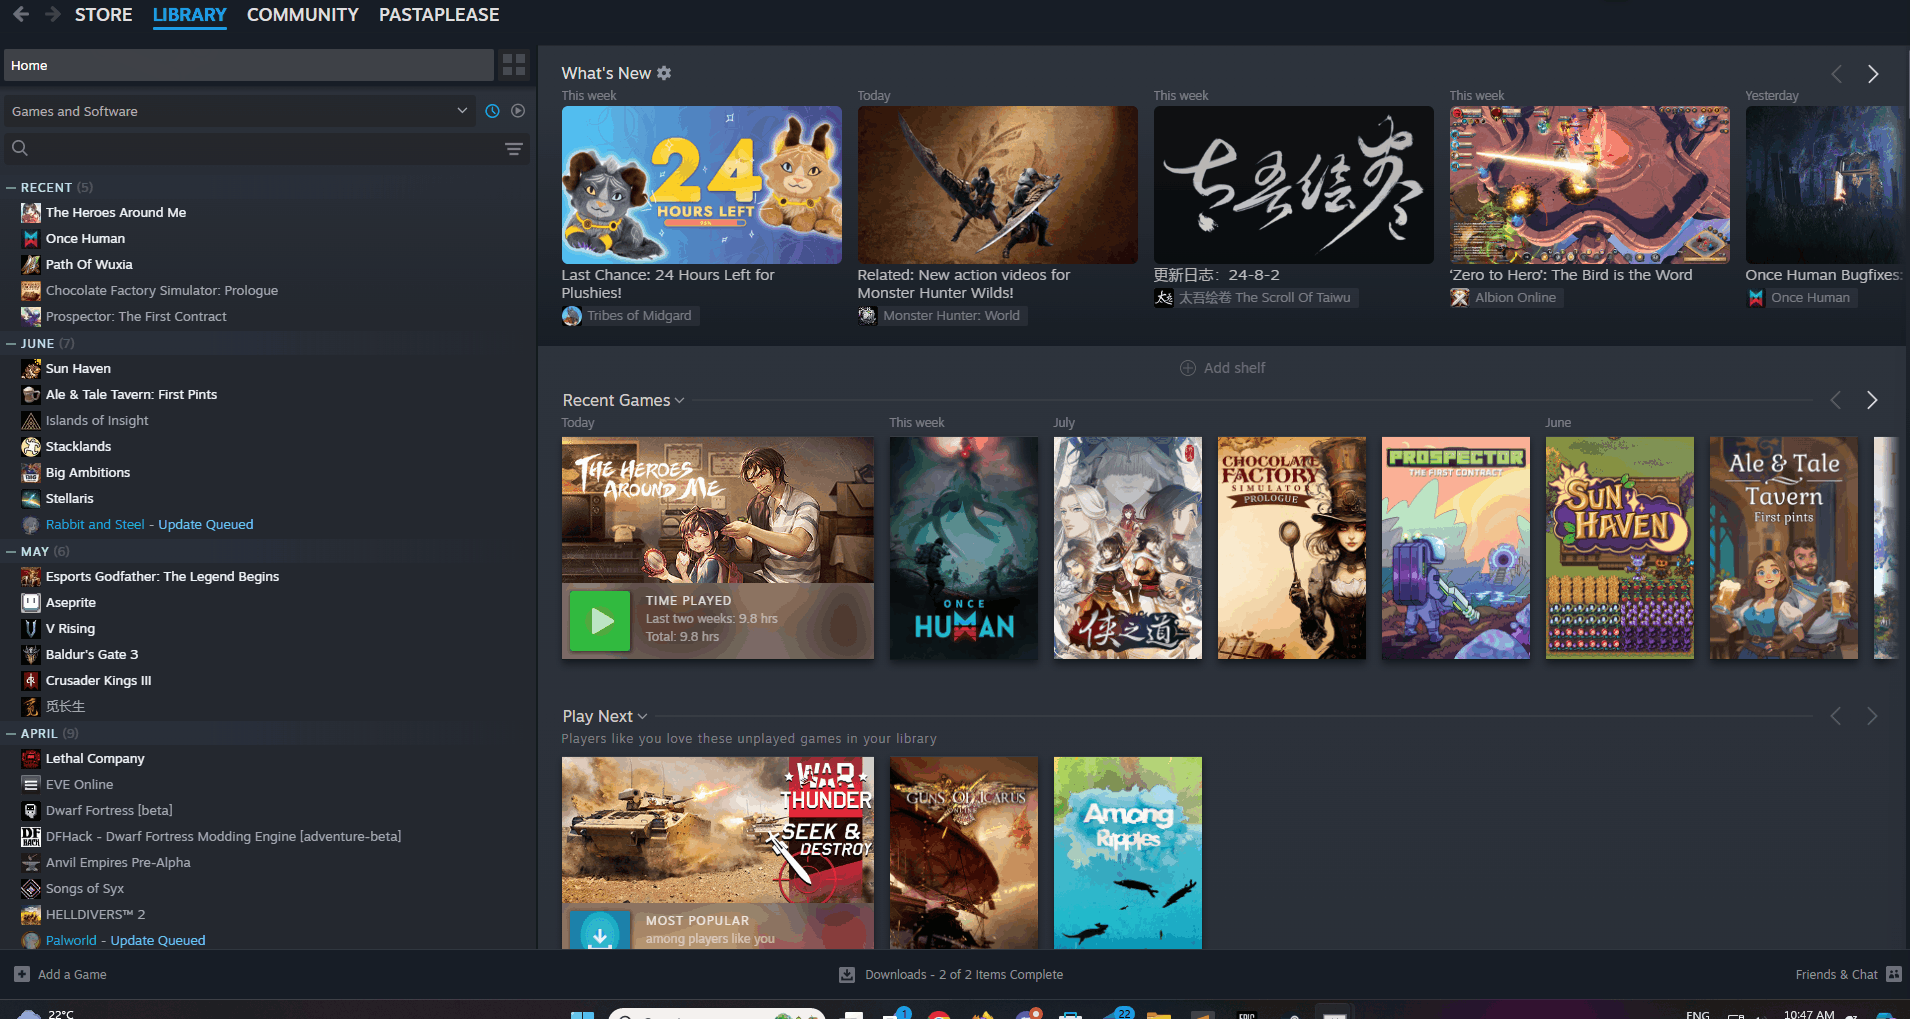 STORE LIBRARY COMMUNITY PASTAPLEASE
Home
Games and Software
RECENT (5)
The Heroes Around Me
Once Human
Path Of Wuxia
Chocolate Factory Simulator: Prologue
Prospector: The First Contract
JUNE (7)
Sun Haven
Ale & Tale Tavern: First Pints
Islands of Insight
Stacklands
Big Ambitions
Stellaris
Rabbit and Steel - Update Queued
MAY (6)
Esports Godfather: The Legend Begins
Aseprite
V Rising
Baldur's Gate 3
Crusader Kings III
觅长生
APRIL (9)
Lethal Company
EVE Online
Dwarf Fortress [beta]
DF
HACK
DFHack - Dwarf Fortress Modding Engine [adventure-beta]
Anvil Empires Pre-Alpha
Songs of Syx
HELLDIVERS™ 2
Palworld - Update Queued
What's New
This week
24
HOURS LEFT
Last Chance: 24 Hours Left for
Plushies!
Tribes of Midgard
Today
Related: New action videos for
Monster Hunter Wilds!
Monster Hunter: World
This week
太吾绘卷
更新日志：24-8-2
太吾绘卷 The Scroll Of Taiwu
This week
‘Zero to Hero’: The Bird is the Word
Albion Online
Yesterday
Once Human Bugfixes:
Once Human
Add shelf
Recent Games
Today
THE HEROES
AROUND ME
TIME PLAYED
Last two weeks: 9.8 hrs
Total: 9.8 hrs
This week
ONCE
HUMAN
July
侠之道
CHOCOLATE
FACTORY
SIMULATOR
PROLOGUE
PROSPECTOR
THE FIRST CONTRACT
June
SUN
HAVEN
Ale & Tale
Tavern
First pints
Play Next
Players like you love these unplayed games in your library
WAR
THUNDER
SEEK &
DESTROY
MOST POPULAR
among players like you
GUNS OF ICARUS
ONLINE
Among
Ripples
Add a Game
Downloads - 2 of 2 Items Complete
Friends & Chat
22°C
1
22
EPIC
ENG
10:47 AM